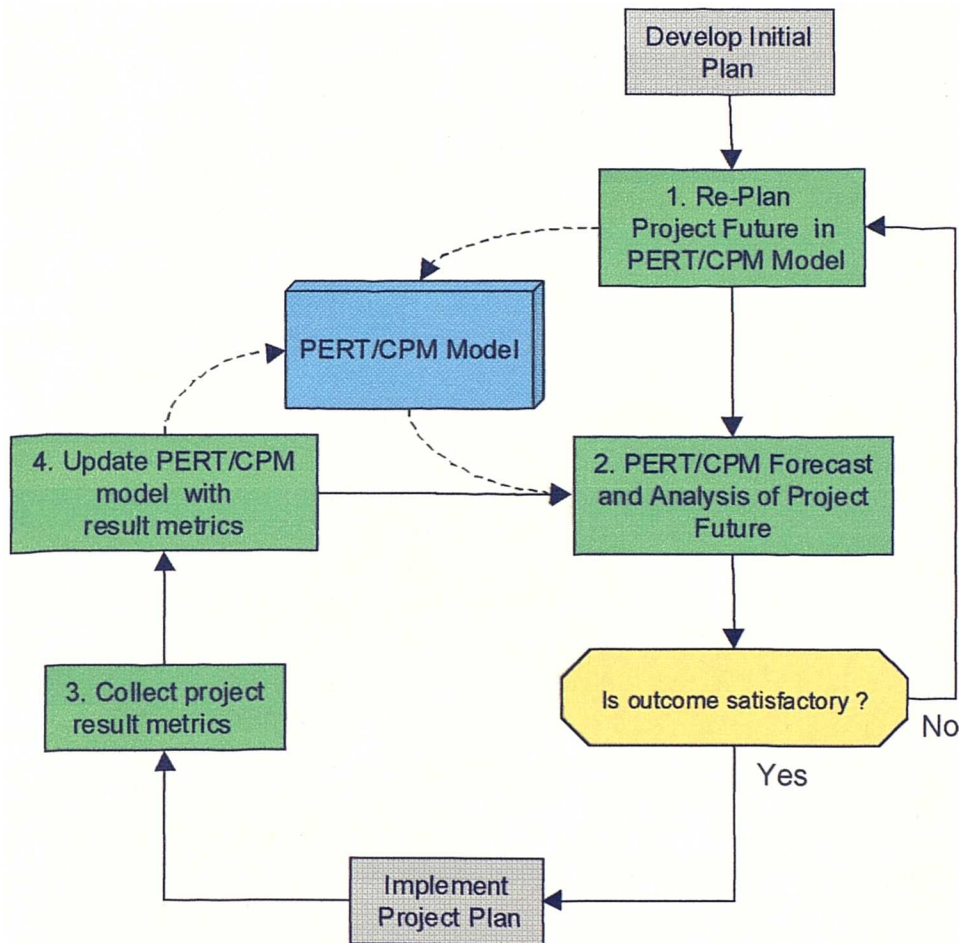 Develop Initial
Plan
1. Re-Plan
Project Future in
PERT/CPM Model
PERT/CPM Model
4. Update PERT/CPM
model with
result metrics
2. PERT/CPM Forecast
and Analysis of Project
Future
3. Collect project
result metrics
Is outcome satisfactory ?
No
Yes
Implement
Project Plan